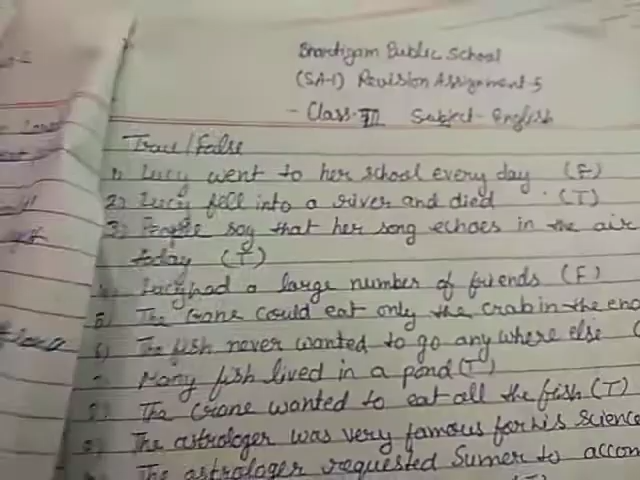 Bhartiyam Public School
(SA-1) Revision Assignment-5
- Class-III Subject- English
True/False
1) Lucy went to her school every day (F)
2) Lucy fell into a river and died (T)
3) People say that her song echoes in the air
today (T)
Lucy had a large number of friends (F)
5) The crane could eat only the crab in the end
6) The fish never wanted to go any where else (
Many fish lived in a pond (T)
The crane wanted to eat all the fish (T)
The astrologer was very famous for his science
The astrologer requested Sumer to accom